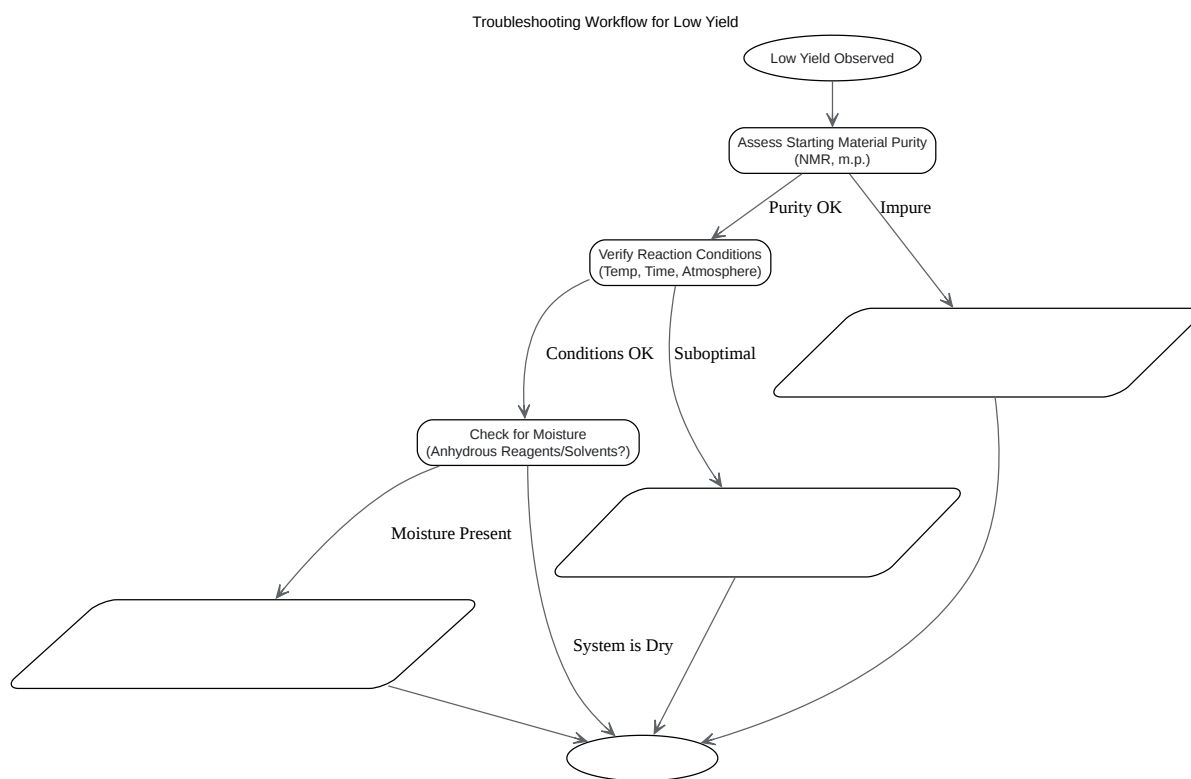 Troubleshooting Workflow for Low Yield
Low Yield Observed
Assess Starting Material Purity
(NMR, m.p.)
Purity OK
Impure
Verify Reaction Conditions
(Temp, Time, Atmosphere)
Conditions OK
Suboptimal
Check for Moisture
(Anhydrous Reagents/Solvents?)
Moisture Present
System is Dry